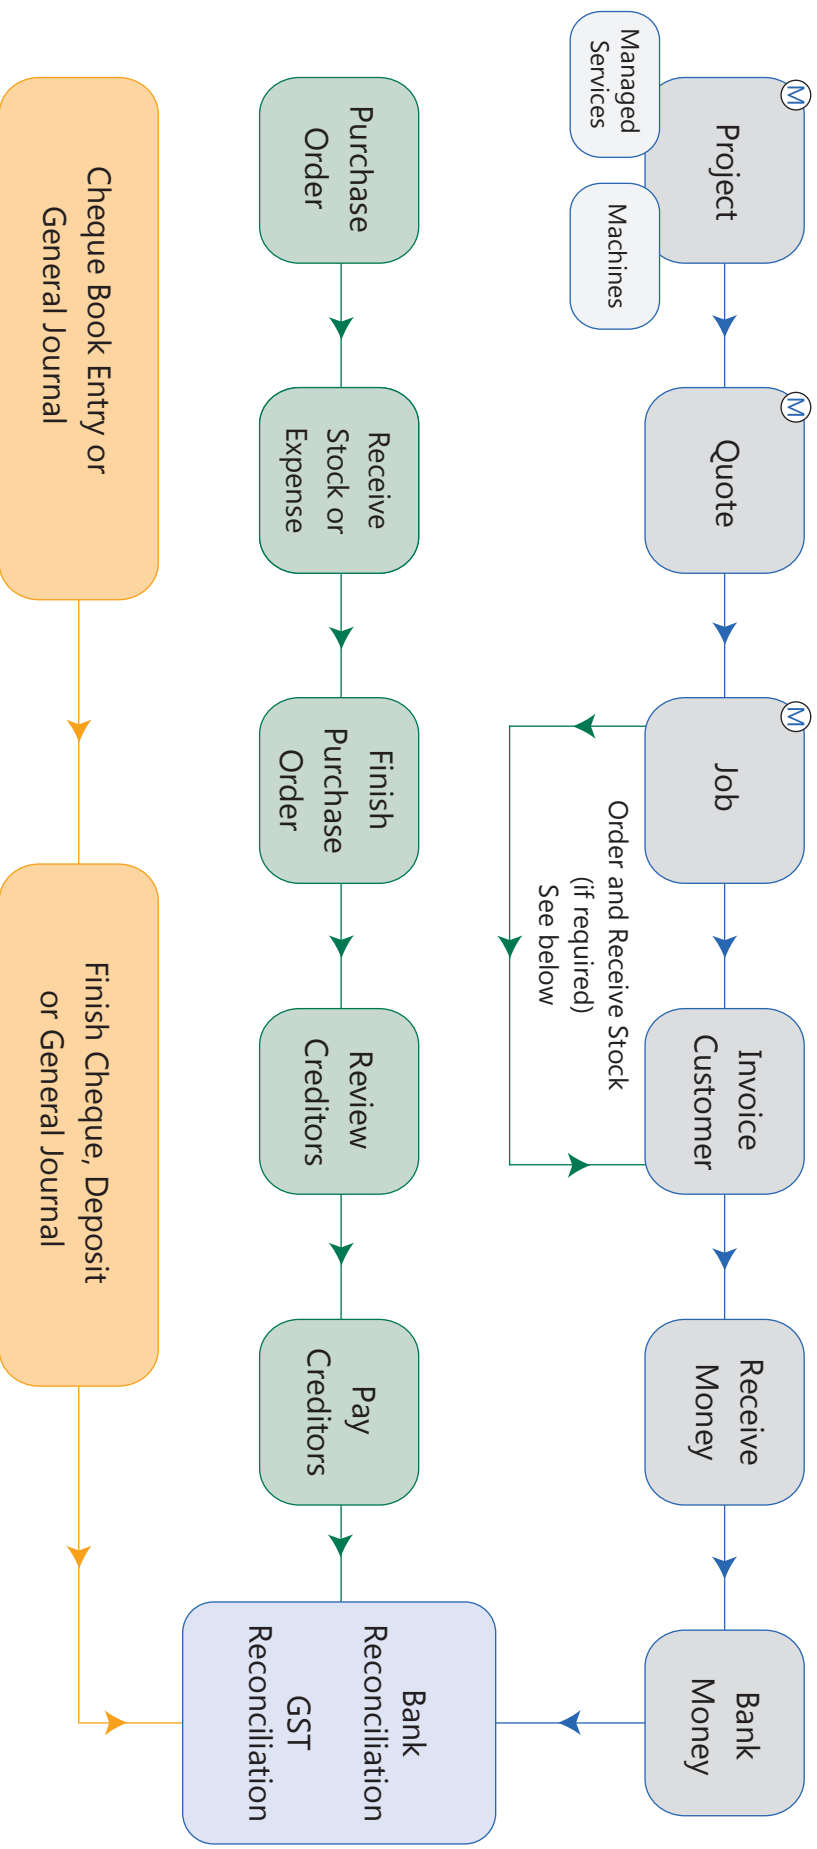 M
Project
Managed
Services
Machines
M
Quote
M
Job
Invoice
Customer
Receive
Money
Bank
Money
Order and Receive Stock
(if required)
See below
Purchase
Order
Receive
Stock or
Expense
Finish
Purchase
Order
Review
Creditors
Pay
Creditors
Bank
Reconciliation
GST
Reconciliation
Cheque Book Entry or
General Journal
Finish Cheque, Deposit
or General Journal